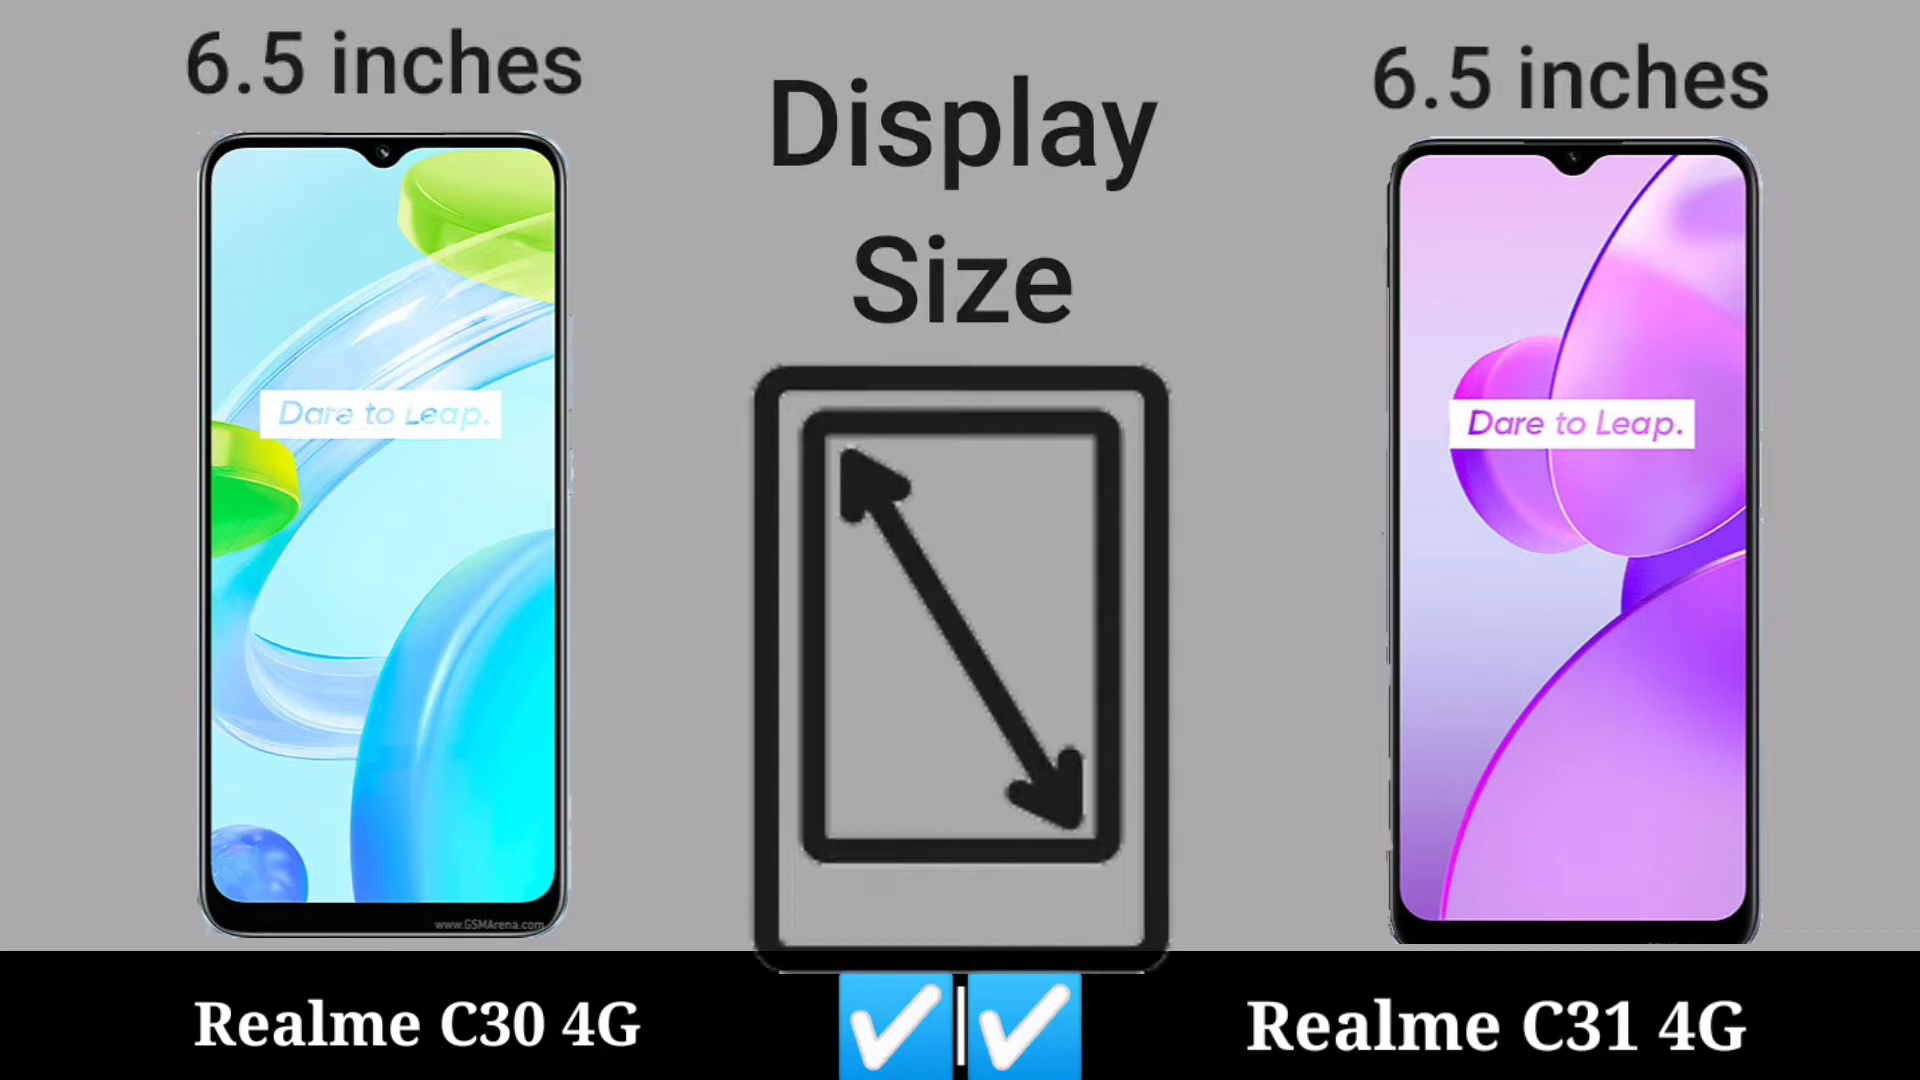 6.5 inches
Display
Size
6.5 inches
Dare to Leap.
Dare to Leap.
www.GSMArena.com
Realme C30 4G
Realme C31 4G